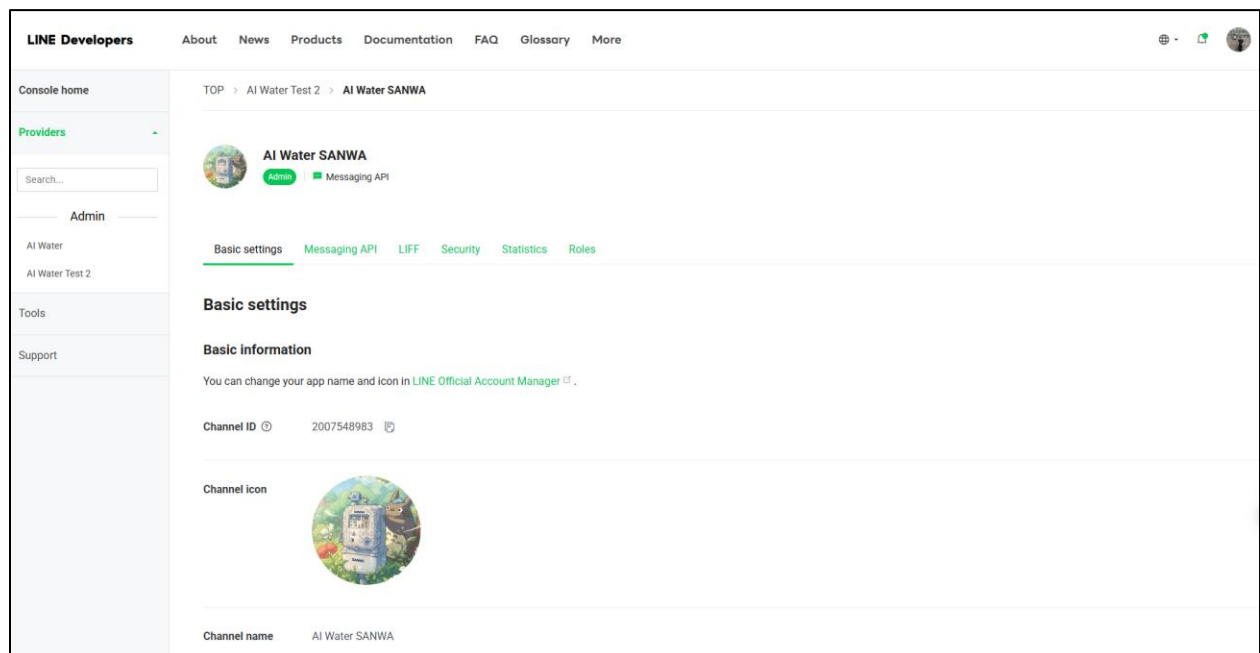 LINE Developers About News Products Documentation FAQ Glossary More
Console home
Providers
Search...
Admin
AI Water
AI Water Test 2
Tools
Support
TOP > AI Water Test 2 > AI Water SANWA
AI Water SANWA
Admin Messaging API
Basic settings Messaging API LIFF Security Statistics Roles
Basic settings
Basic information
You can change your app name and icon in LINE Official Account Manager .
Channel ID 2007548983
Channel icon
SANWA
Channel name AI Water SANWA